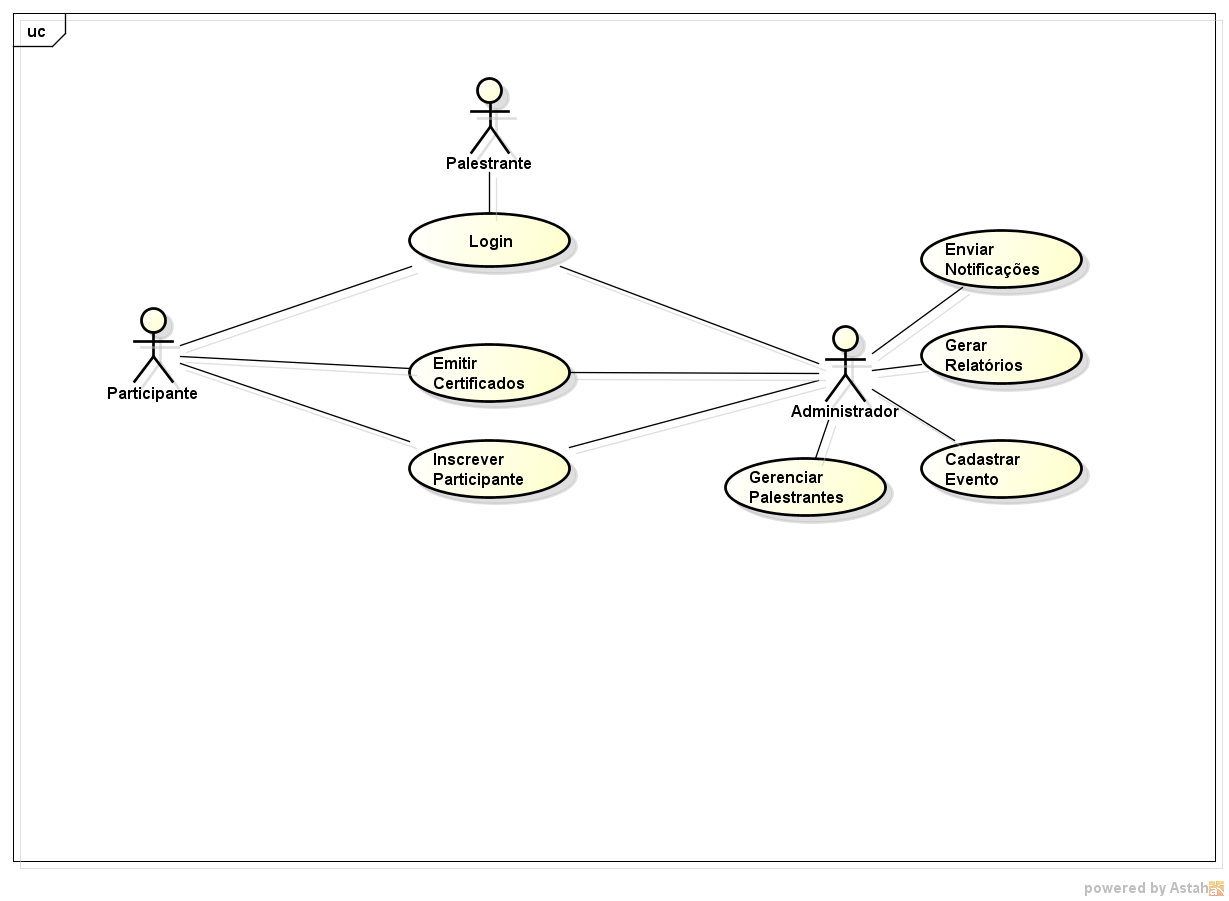 uc
Palestrante
Login
Enviar
Notificações
Participante
Emitir
Certificados
Gerar
Relatórios
Administrador
Inscrever
Participante
Gerenciar
Palestrantes
Cadastrar
Evento
powered by Astah